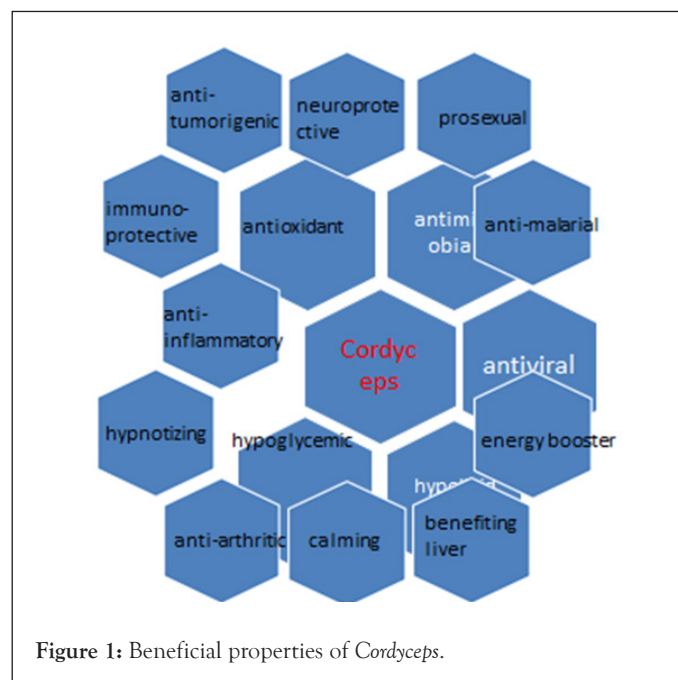 anti-
tumorigenic
neuroprote
ctive
prosexual
immuno-
protective
antioxidant
anti-malarial
anti-
inflammatory
Cordyc
eps
antiviral
hypnotizing
hypoglycemic
energy booster
anti-arthritic
calming
benefiting
liver
Figure 1: Beneficial properties of Cordyceps.